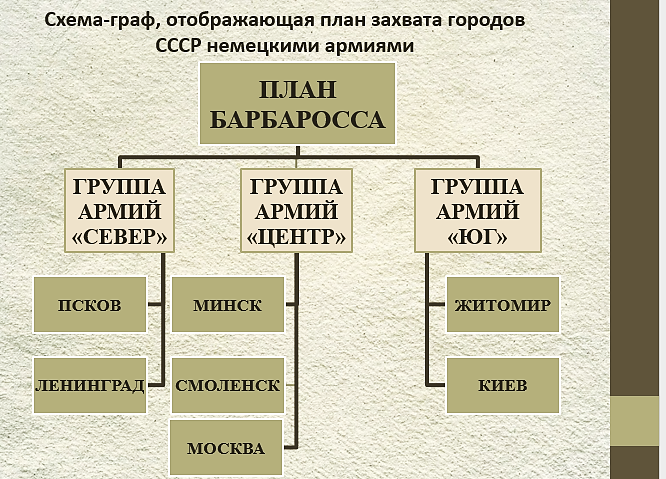 Схема-граф, отображающая план захвата городов
СССР немецкими армиями
ПЛАН
БАРБАРОССА
ГРУППА
АРМИЙ
«СЕВЕР»
ГРУППА
АРМИЙ
«ЦЕНТР»
ГРУППА
АРМИЙ
«ЮГ»
ПСКОВ
МИНСК
ЖИТОМИР
ЛЕНИНГРАД
СМОЛЕНСК
КИЕВ
МОСКВА